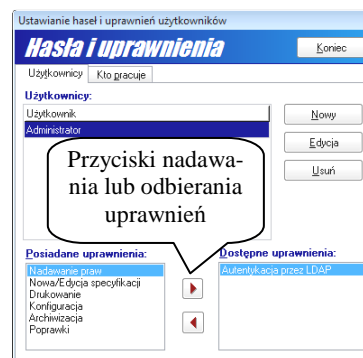 Ustawianie haseł i uprawnień użytkowników
Hasła i uprawnienia
Koniec
Użytkownicy
Kto pracuje
Użytkownicy:
Użytkownik
Administrator
Nowy
Edycja
Usuń
Przyciski nadawa-
nia lub odbierania
uprawnień
Posiadane uprawnienia:
Dostępne uprawnienia:
Nadawanie praw
Nowa/Edycja specyfikacji
Drukowanie
Konfiguracja
Archiwizacja
Poprawki
Autentykacja przez LDAP